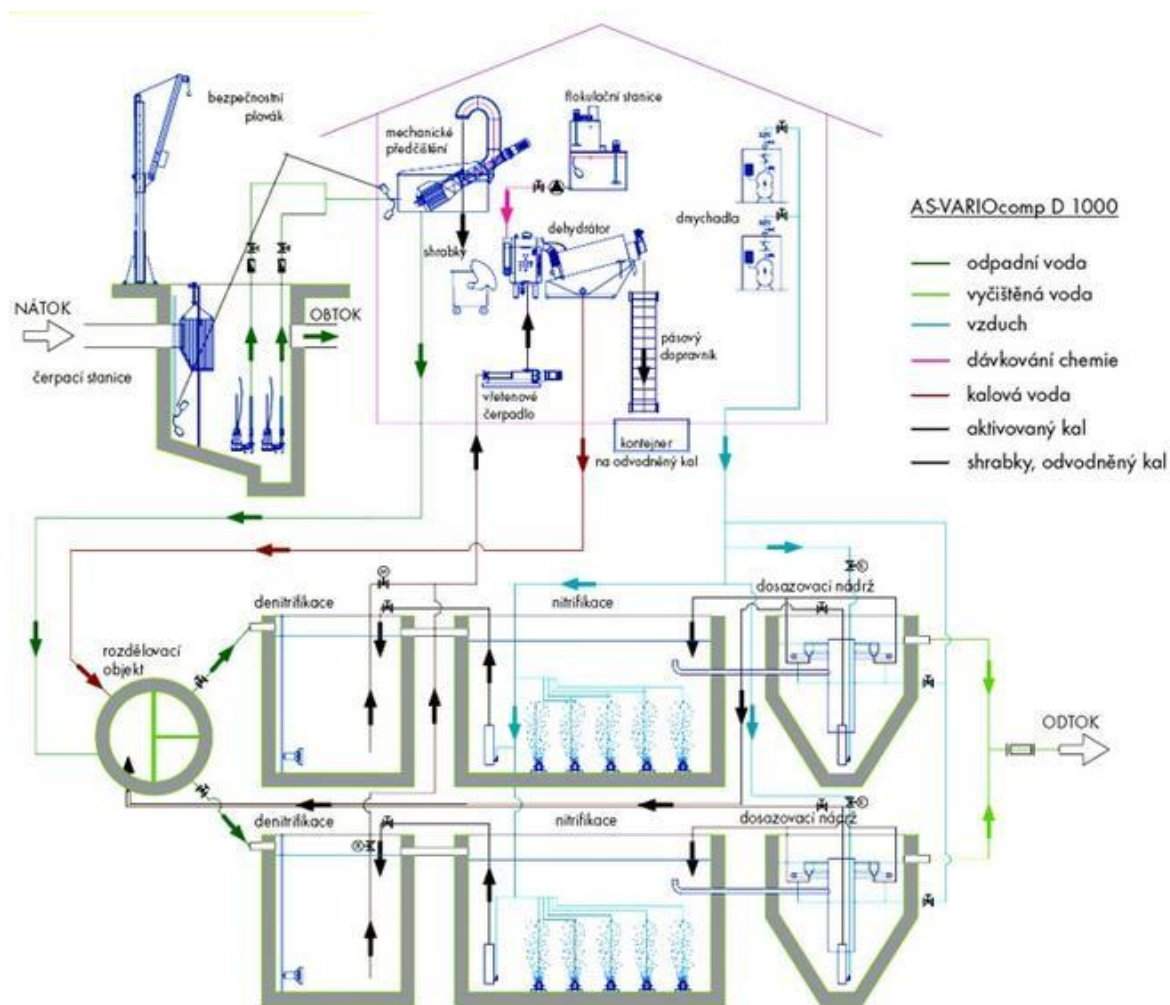 bezpečnostní
plovák
mechanické
předčištění
flokulační stanice
dmychadla
shrabky
dehydrátor
NÁTOK
OBTOK
čerpací stanice
vřetenové
čerpadlo
pásový
dopravník
kontejner
na odvodněný kal
AS-VARIOcomp D 1000
odpadní voda
vyčištěná voda
vzduch
dávkování chemie
kalová voda
aktivovaný kal
shrabky, odvodněný kal
denitrifikace
nitrifikace
dosazovací nádrž
rozdělovací
objekt
ODTOK
denitrifikace
nitrifikace
dosazovací nádrž